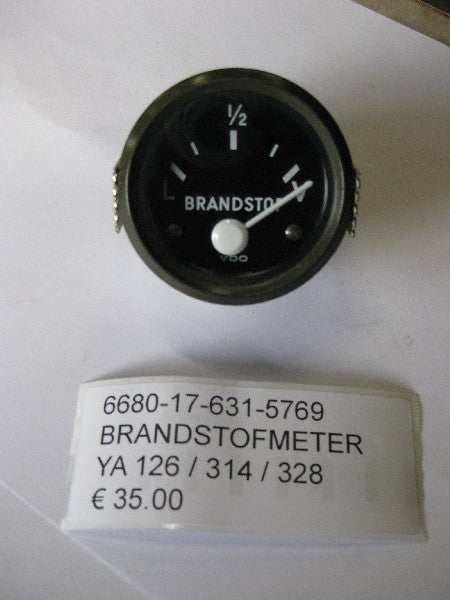 1/2
L
V
BRANDSTOF
VDO
6680-17-631-5769
BRANDSTOFMETER
YA 126 / 314 / 328
€ 35.00